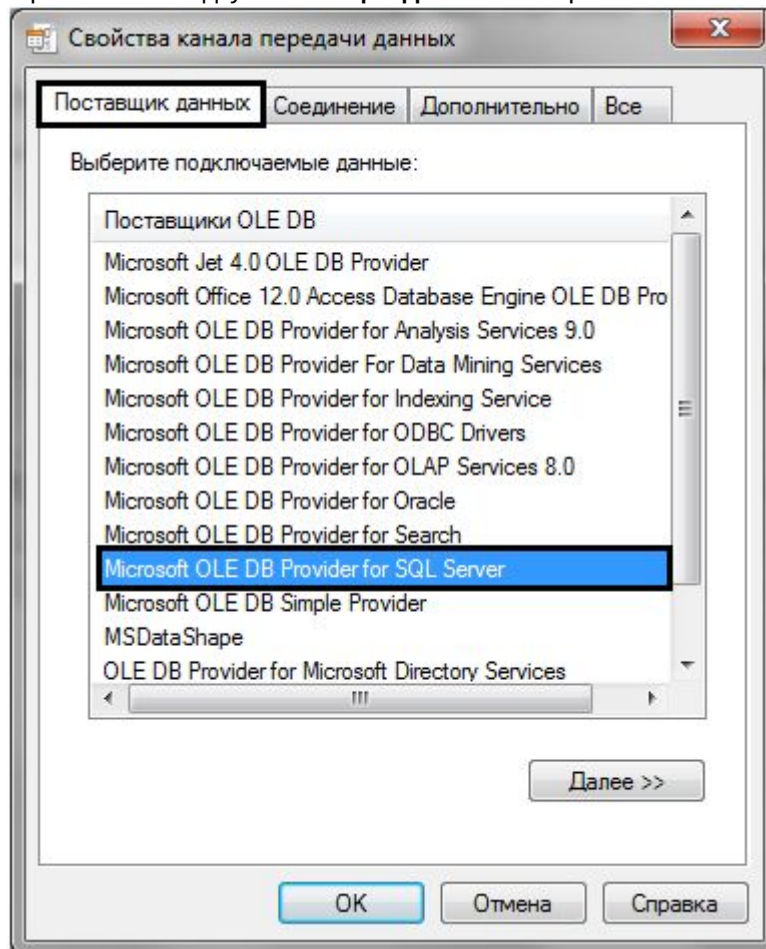 Свойства канала передачи данных
Поставщик данных Соединение Дополнительно Все
Выберите подключаемые данные:
Поставщики OLE DB
Microsoft Jet 4.0 OLE DB Provider
Microsoft Office 12.0 Access Database Engine OLE DB Pro
Microsoft OLE DB Provider for Analysis Services 9.0
Microsoft OLE DB Provider For Data Mining Services
Microsoft OLE DB Provider for Indexing Service
Microsoft OLE DB Provider for ODBC Drivers
Microsoft OLE DB Provider for OLAP Services 8.0
Microsoft OLE DB Provider for Oracle
Microsoft OLE DB Provider for Search
Microsoft OLE DB Provider for SQL Server
Microsoft OLE DB Simple Provider
MSDataShape
OLE DB Provider for Microsoft Directory Services
Далее >>
OK Отмена Справка